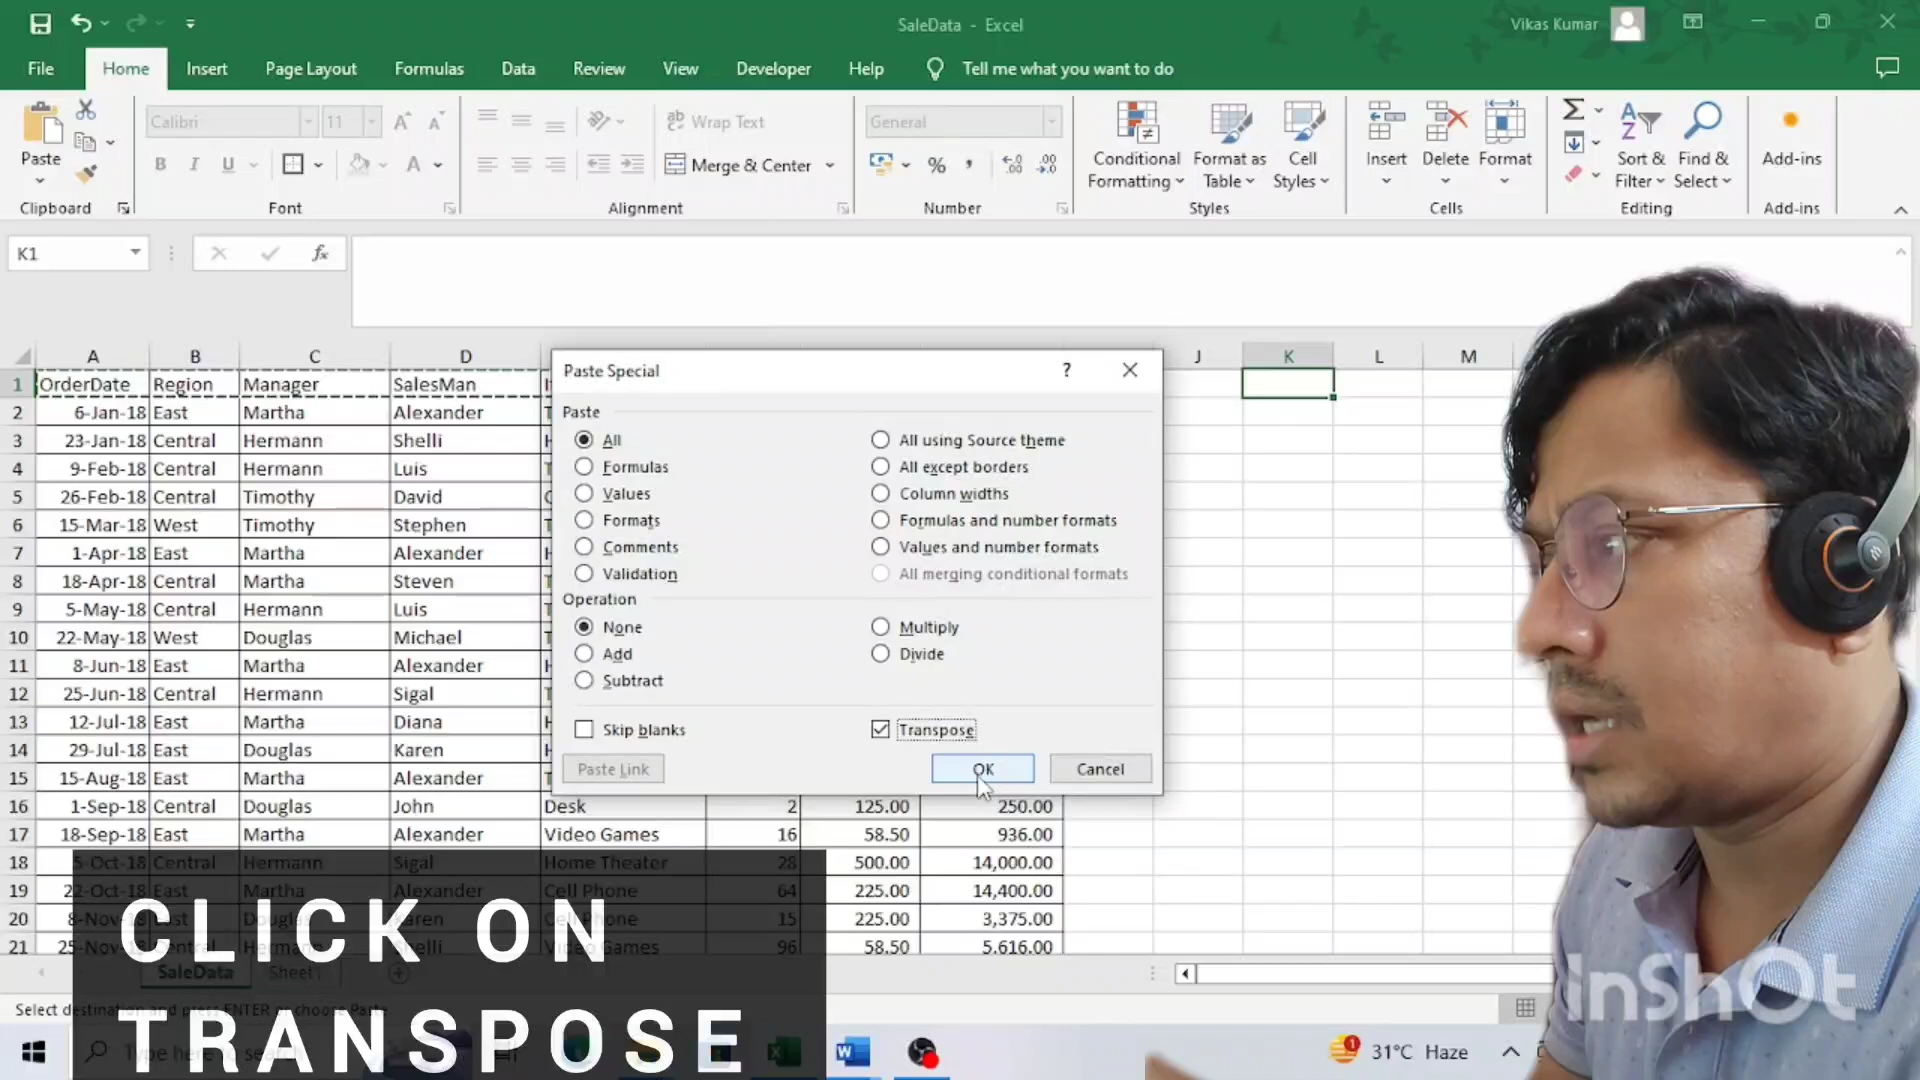 SaleData - Excel
Vikas Kumar
File Home Insert Page Layout Formulas Data Review View Developer Help Tell me what you want to do
Calibri 11
Wrap Text
General
Paste
B I U
Merge & Center
Conditional Formatting
Format as Table
Cell Styles
Insert Delete Format
Sort & Filter
Find & Select
Add-ins
Clipboard Font Alignment Number Styles Cells Editing Add-ins
K1
fx
A B C D J K L M
1 OrderDate Region Manager SalesMan
2 6-Jan-18 East Martha Alexander
3 23-Jan-18 Central Hermann Shelli
4 9-Feb-18 Central Hermann Luis
5 26-Feb-18 Central Timothy David
6 15-Mar-18 West Timothy Stephen
7 1-Apr-18 East Martha Alexander
8 18-Apr-18 Central Martha Steven
9 5-May-18 Central Hermann Luis
10 22-May-18 West Douglas Michael
11 8-Jun-18 East Martha Alexander
12 25-Jun-18 Central Hermann Sigal
13 12-Jul-18 East Martha Diana
14 29-Jul-18 East Douglas Karen
15 15-Aug-18 East Martha Alexander
16 1-Sep-18 Central Douglas John Desk 2 125.00 250.00
17 18-Sep-18 East Martha Alexander Video Games 16 58.50 936.00
18 5-Oct-18 Central Hermann Sigal Home Theater 28 500.00 14,000.00
19 22-Oct-18 East Martha Alexander Cell Phone 64 225.00 14,400.00
20 8-Nov-18 East Douglas Karen Cell Phone 15 225.00 3,375.00
21 25-Nov-18 Central Hermann Shelli Video Games 96 58.50 5,616.00
Paste Special
?
Paste
All
All using Source theme
Formulas
All except borders
Values
Column widths
Formats
Formulas and number formats
Comments
Values and number formats
Validation
All merging conditional formats
Operation
None
Multiply
Add
Divide
Subtract
Skip blanks
Transpose
Paste Link
OK
Cancel
CLICK ON
TRANSPOSE
SaleData Sheet1
Select destination and press ENTER or choose Paste
Type here to search
31°C Haze
1
InShOt